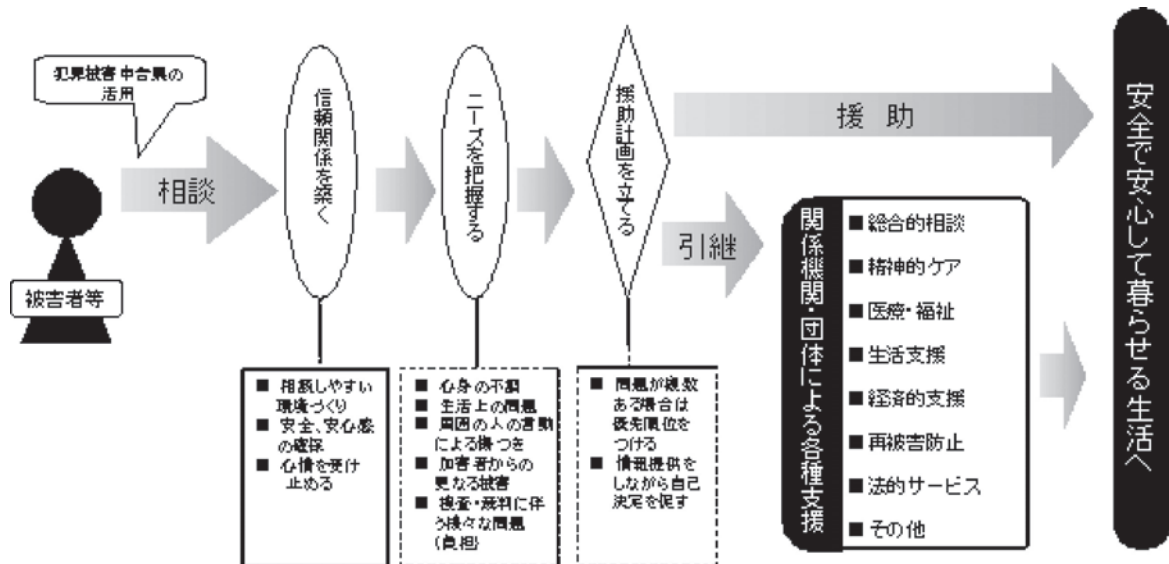 犯罪被害申告票の
活用
被害者等
相談
信頼関係を築く
■ 相談しやすい
環境づくり
■ 安全、安心感
の確保
■ 心情を受け
止める
ニーズを把握する
■ 心身の不調
■ 生活上の問題
■ 周囲の人の言動
による傷つき
■ 加害者からの
更なる被害
■ 捜査・裁判に伴
う様々な問題
(負担)
援助計画を立てる
■ 問題が複数
ある場合は
優先順位を
つける
■ 情報提供を
しながら自己
決定を促す
援 助
引継
関係機関・団体による各種支援
■ 総合的相談
■ 精神的ケア
■ 医療・福祉
■ 生活支援
■ 経済的支援
■ 再被害防止
■ 法的サービス
■ その他
安全で安心して暮らせる生活へ